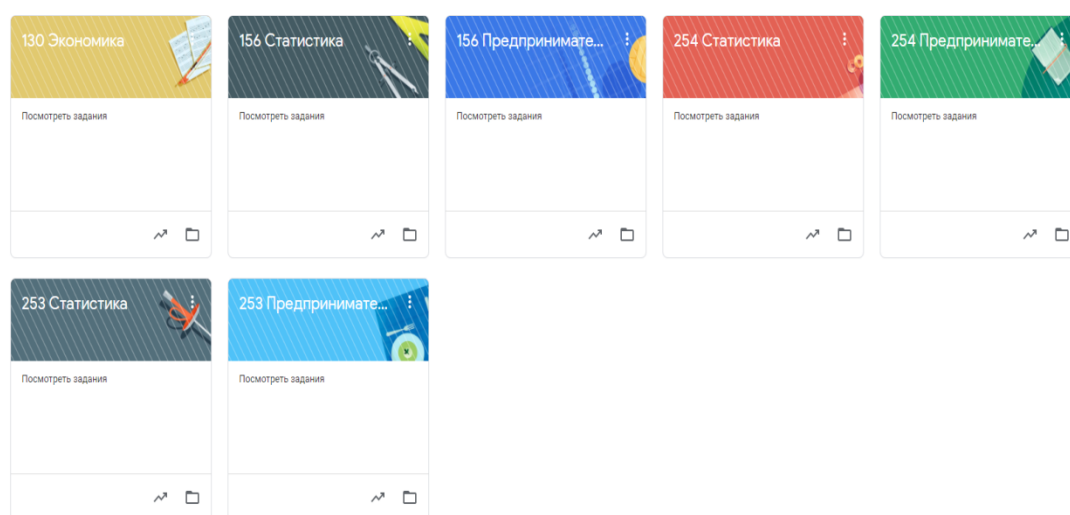 130 Экономика
156 Статистика
156 Предпринимате...
254 Статистика
254 Предпринимате...
Посмотреть задания
Посмотреть задания
Посмотреть задания
Посмотреть задания
Посмотреть задания
253 Статистика
253 Предпринимате...
Посмотреть задания
Посмотреть задания